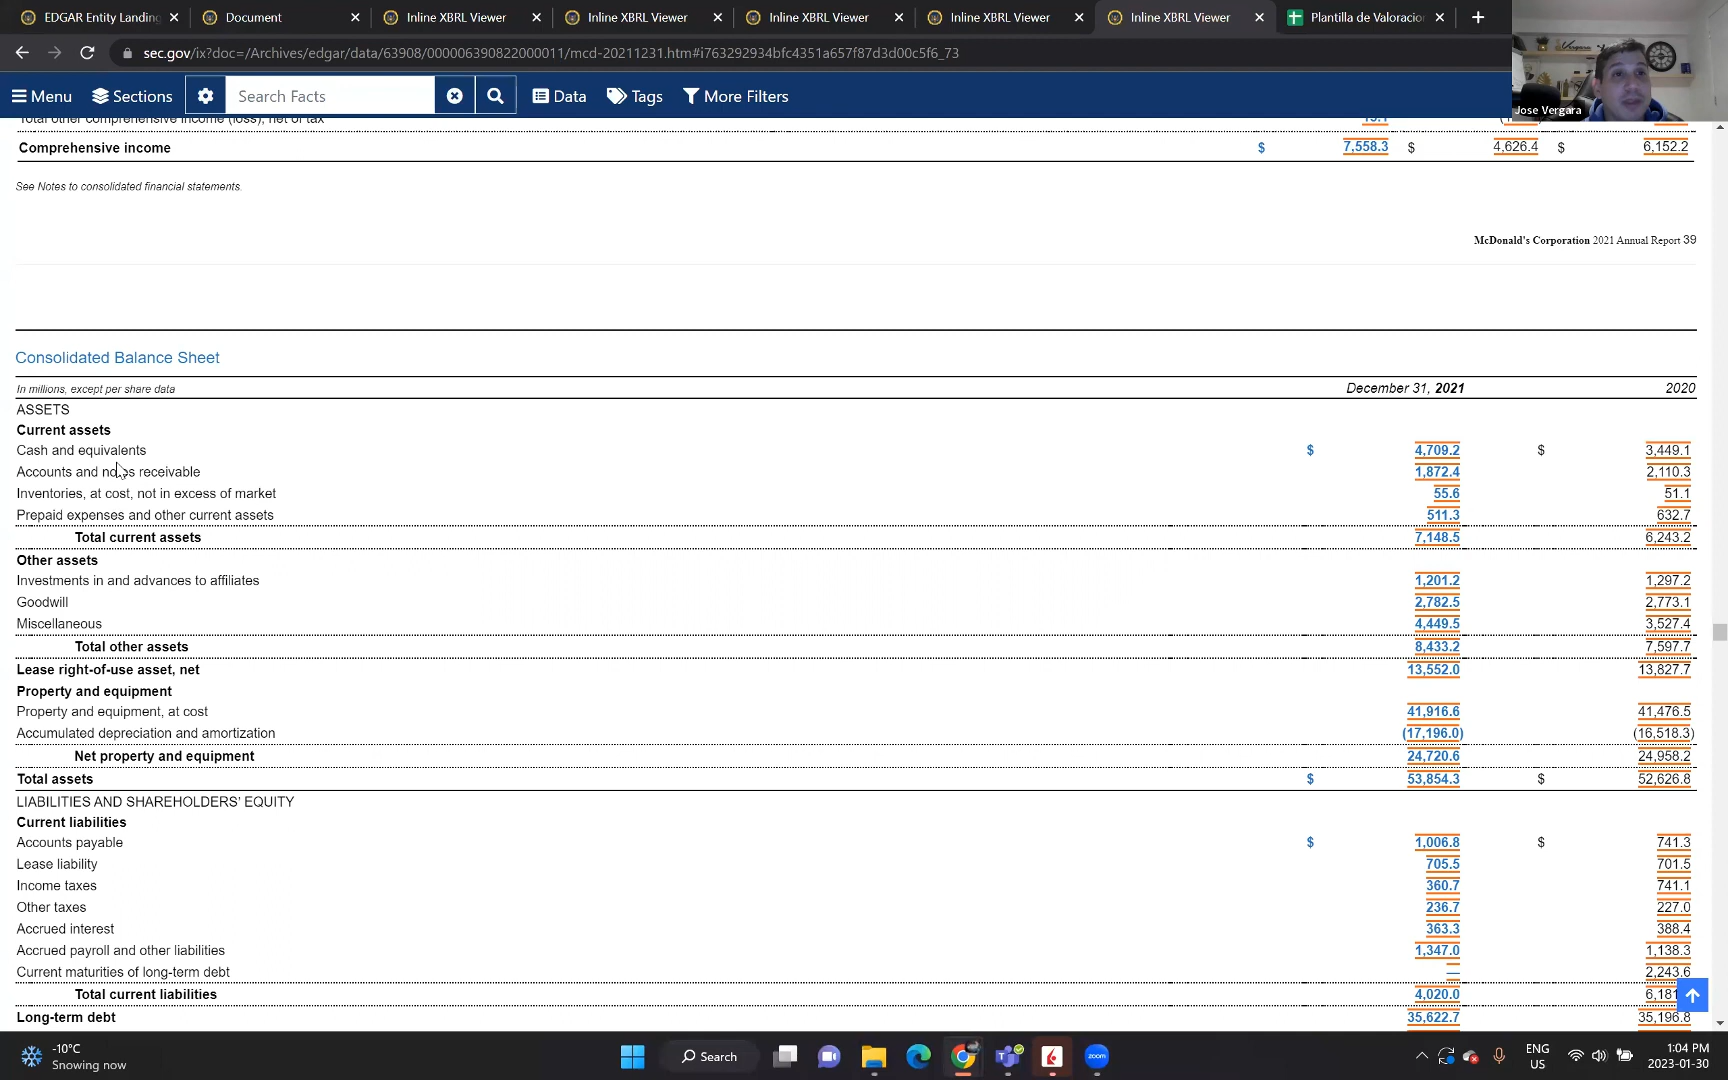 EDGAR Entity Landin Document Inline XBRL Viewer Inline XBRL Viewer Inline XBRL Viewer Inline XBRL Viewer Inline XBRL Viewer Plantilla de Valoracio
sec.gov/ix?doc=/Archives/edgar/data/63908/000006390822000011/mcd-20211231.htm#i763292934bfc4351a657f87d3d00c5f6_73
Menu Sections Search Facts Data Tags More Filters
Jose Vergara
Total other comprehensive income (loss), net of tax
Comprehensive income $ 7,558.3 $ 4,626.4 $ 6,152.2
See Notes to consolidated financial statements.
McDonald's Corporation 2021 Annual Report 39
Consolidated Balance Sheet
In millions, except per share data December 31, 2021 2020
ASSETS
Current assets
Cash and equivalents $ 4,709.2 $ 3,449.1
Accounts and notes receivable 1,872.4 2,110.3
Inventories, at cost, not in excess of market 55.6 51.1
Prepaid expenses and other current assets 511.3 632.7
Total current assets 7,148.5 6,243.2
Other assets
Investments in and advances to affiliates 1,201.2 1,297.2
Goodwill 2,782.5 2,773.1
Miscellaneous 4,449.5 3,527.4
Total other assets 8,433.2 7,597.7
Lease right-of-use asset, net 13,552.0 13,827.7
Property and equipment
Property and equipment, at cost 41,916.6 41,476.5
Accumulated depreciation and amortization (17,196.0) (16,518.3)
Net property and equipment 24,720.6 24,958.2
Total assets $ 53,854.3 $ 52,626.8
LIABILITIES AND SHAREHOLDERS' EQUITY
Current liabilities
Accounts payable $ 1,006.8 $ 741.3
Lease liability 705.5 701.5
Income taxes 360.7 741.1
Other taxes 236.7 227.0
Accrued interest 363.3 388.4
Accrued payroll and other liabilities 1,347.0 1,138.3
Current maturities of long-term debt — 2,243.6
Total current liabilities 4,020.0 6,181
Long-term debt 35,622.7 35,196.8
-10°C
Snowing now
Search
zoom
ENG
US
1:04 PM
2023-01-30